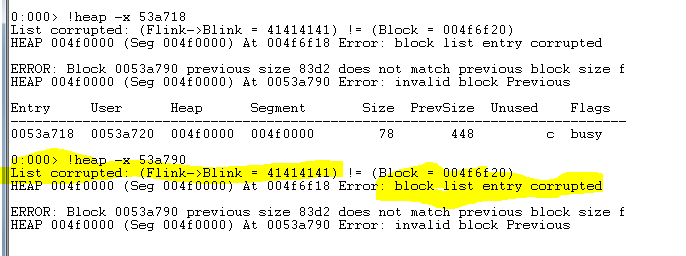 0:000> !heap -x 53a718
List corrupted: (Flink->Blink = 41414141) != (Block = 004f6f20)
HEAP 004f0000 (Seg 004f0000) At 004f6f18 Error: block list entry corrupted
ERROR: Block 0053a790 previous size 83d2 does not match previous block size f
HEAP 004f0000 (Seg 004f0000) At 0053a790 Error: invalid block Previous
Entry User Heap Segment Size PrevSize Unused Flags
-----------------------------------------------------------------------------
0053a718 0053a720 004f0000 004f0000 78 448 c busy
0:000> !heap -x 53a790
List corrupted: (Flink->Blink = 41414141) != (Block = 004f6f20)
HEAP 004f0000 (Seg 004f0000) At 004f6f18 Error: block list entry corrupted
ERROR: Block 0053a790 previous size 83d2 does not match previous block size f
HEAP 004f0000 (Seg 004f0000) At 0053a790 Error: invalid block Previous